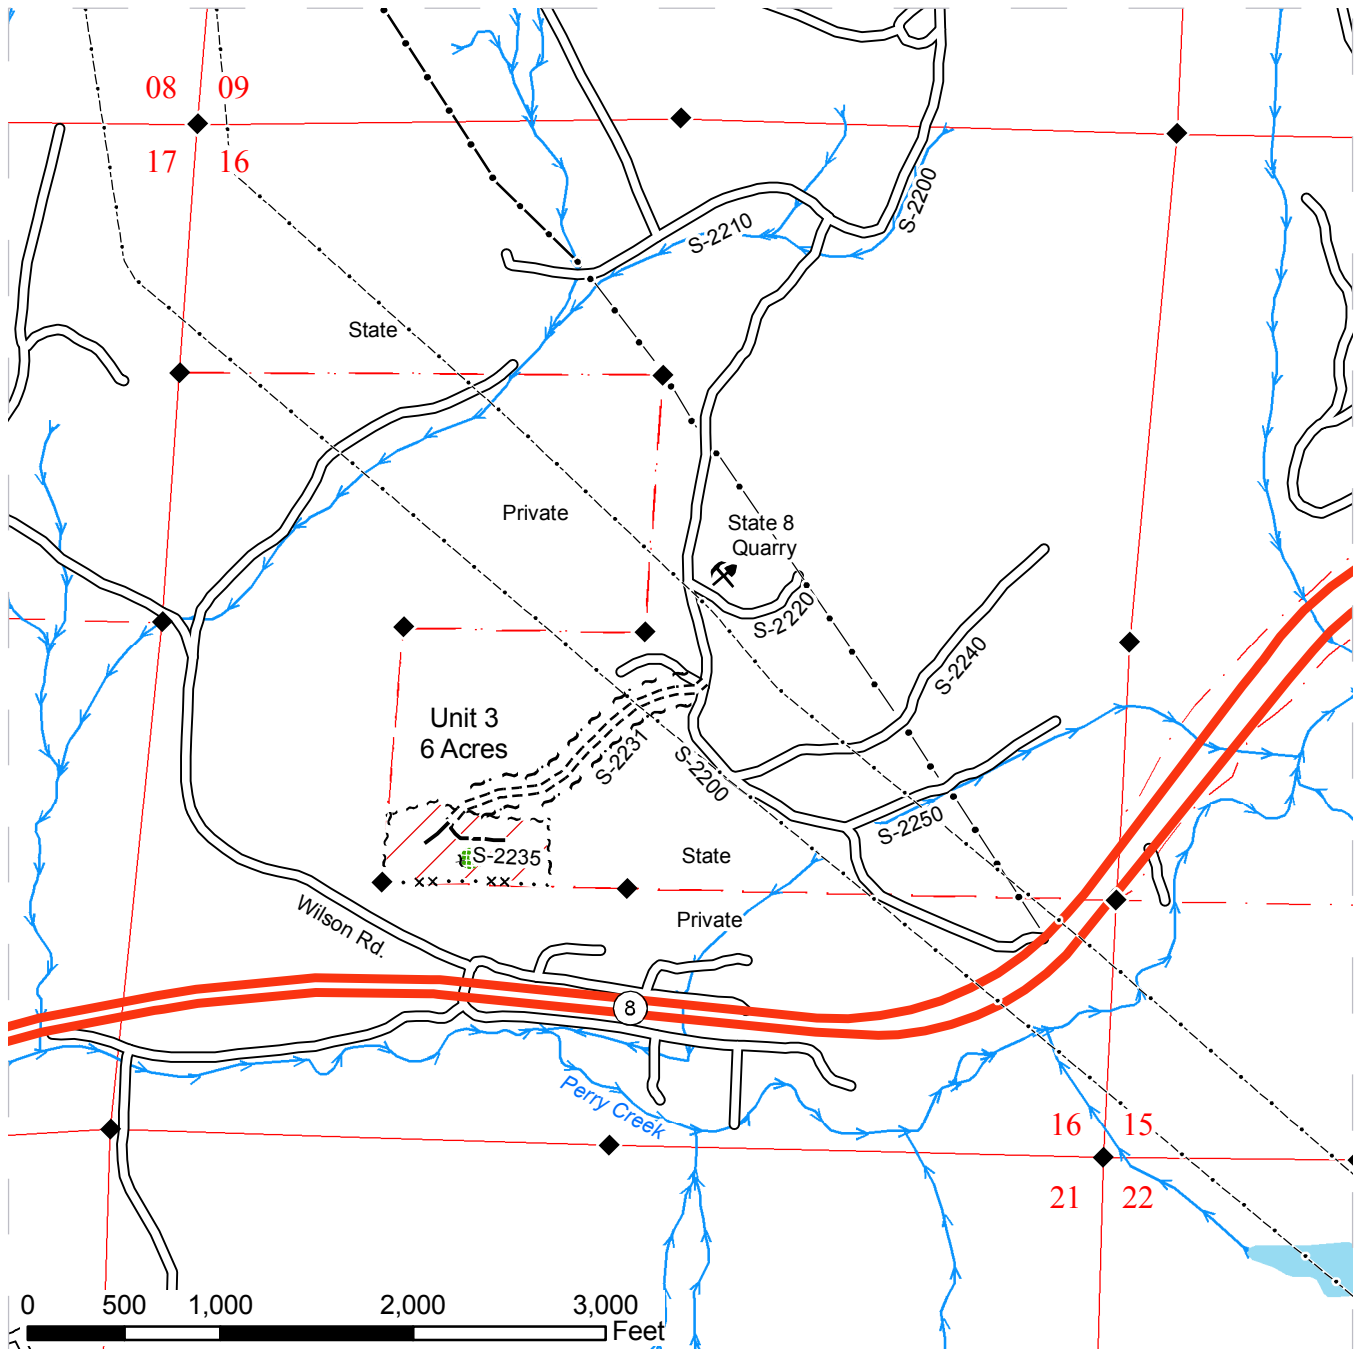 08 09
17 16
S-2200
S-2210
State
Private
State 8
Quarry
S-2220
S-2240
Unit 3
6 Acres
S-2231
S-2200
S-2250
S-2235
State
Private
Wilson Rd.
8
Perry Creek
16 15
21 22
0 500 1,000 2,000 3,000
Feet